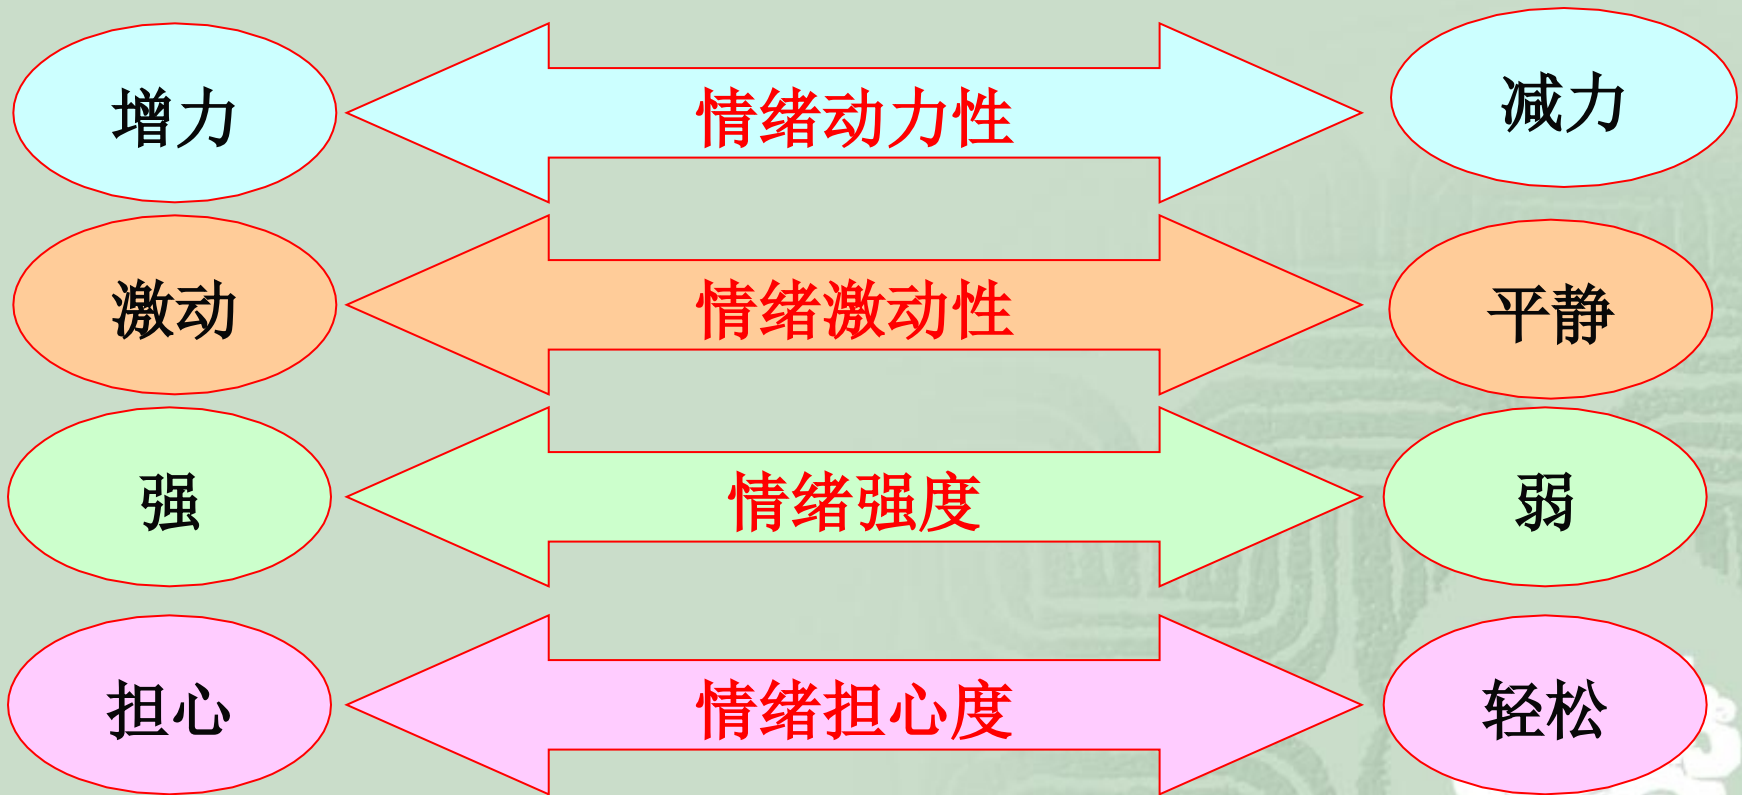 增力 情绪动力性 减力
激动 情绪激动性 平静
强 情绪强度 弱
担心 情绪担心度 轻松